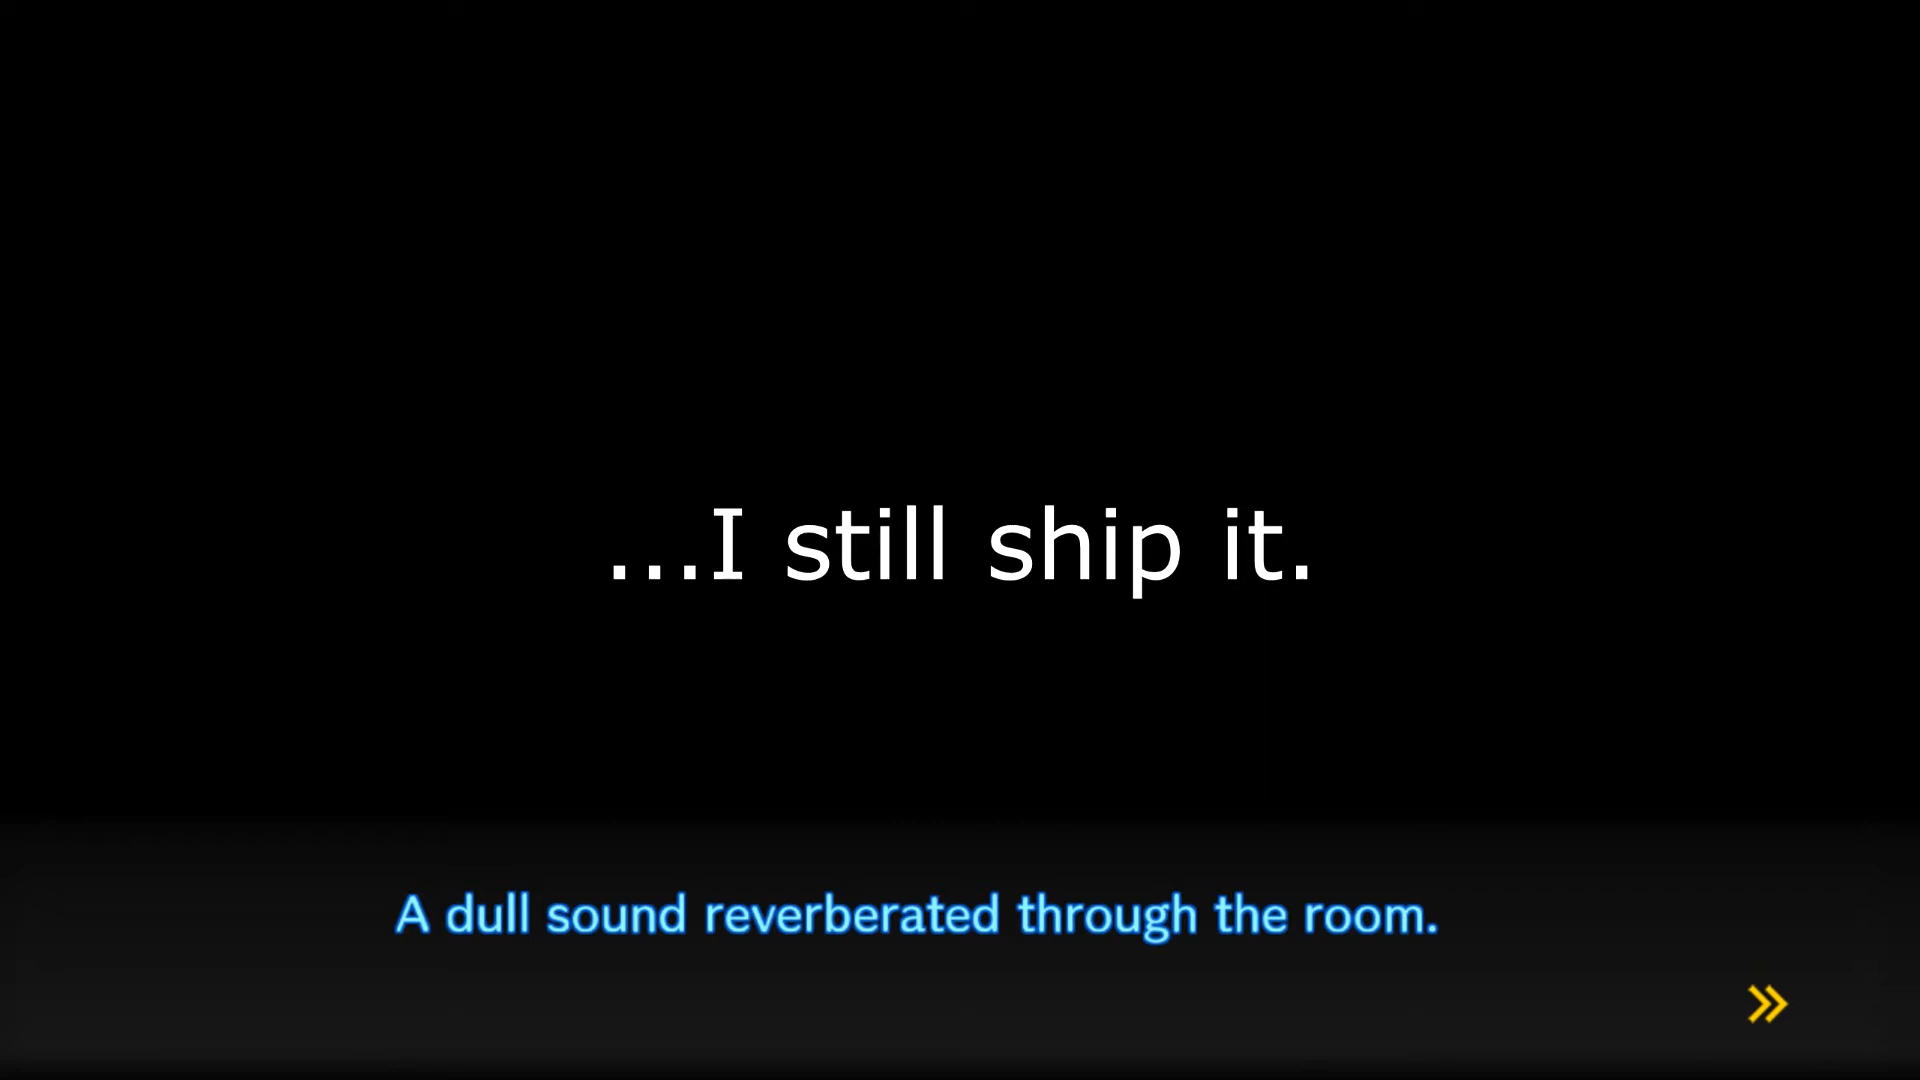 ...I still ship it.
A dull sound reverberated through the room.